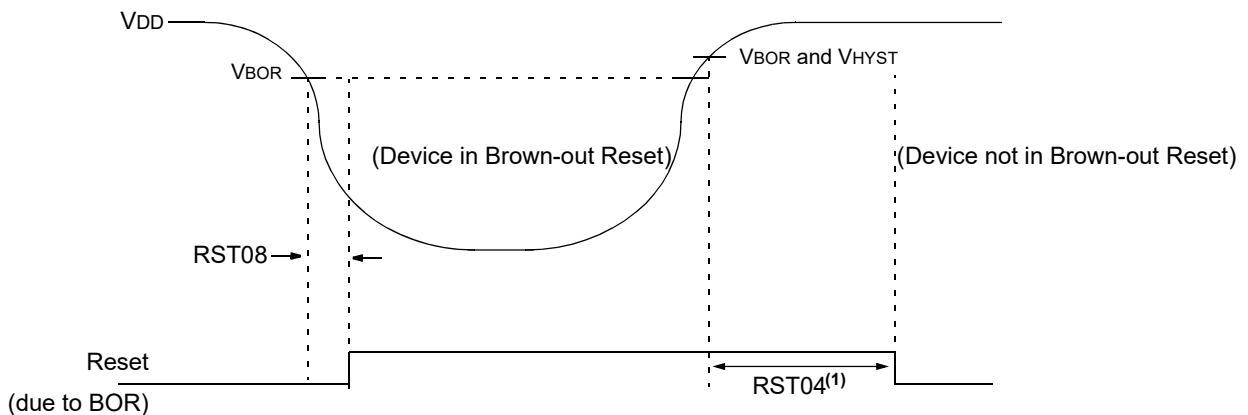 VDD
VBOR
VBOR and VHYST
(Device in Brown-out Reset)
(Device not in Brown-out Reset)
RST08
Reset
(due to BOR)
RST04(1)